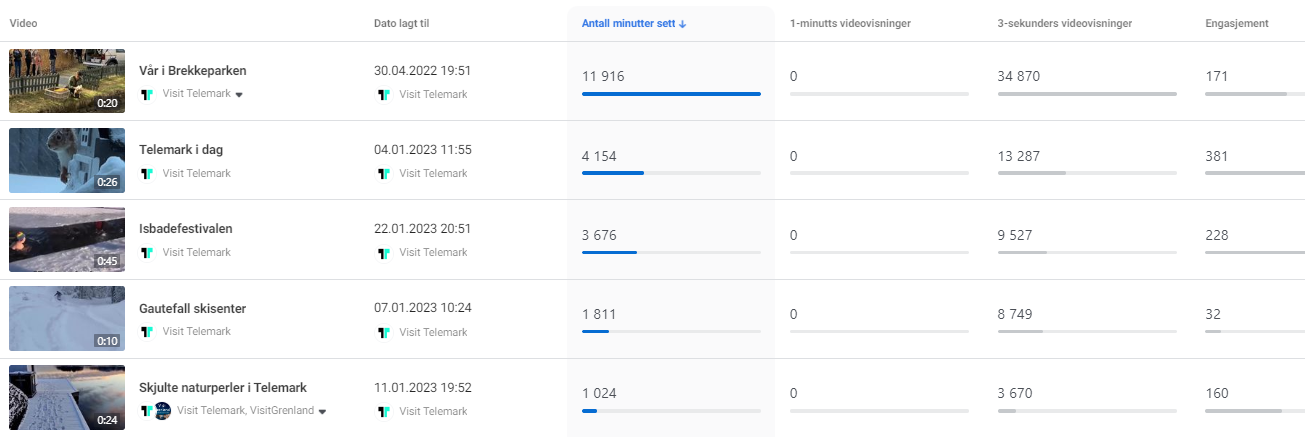 Video Dato lagt til Antall minutter sett ↓ 1-minutts videovisninger 3-sekunders videovisninger Engasjement
0:20 Vår i Brekkeparken 30.04.2022 19:51 11 916 0 34 870 171
Visit Telemark Visit Telemark
0:26 Telemark i dag 04.01.2023 11:55 4 154 0 13 287 381
Visit Telemark Visit Telemark
0:45 Isbadefestivalen 22.01.2023 20:51 3 676 0 9 527 228
Visit Telemark Visit Telemark
0:10 Gautefall skisenter 07.01.2023 10:24 1 811 0 8 749 32
Visit Telemark Visit Telemark
0:24 Skjulte naturperler i Telemark 11.01.2023 19:52 1 024 0 3 670 160
Visit Telemark, VisitGrenland Visit Telemark